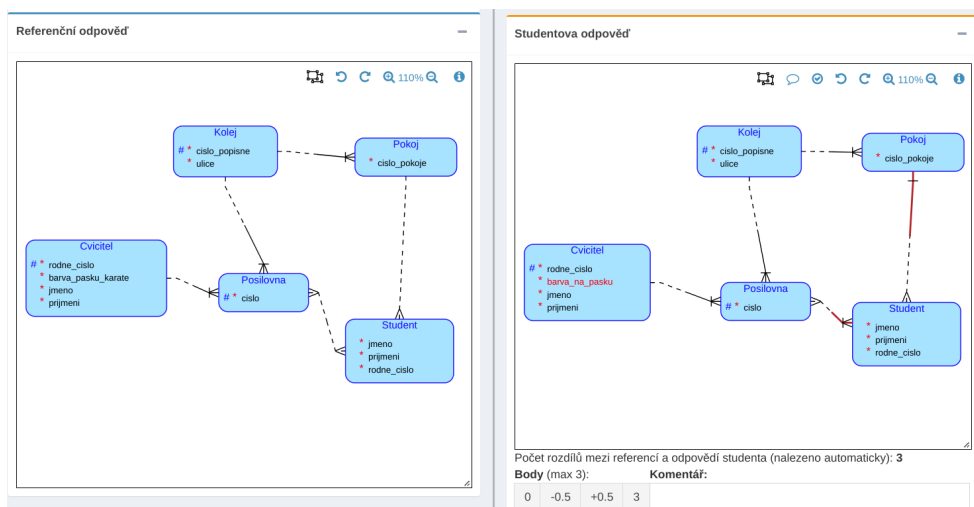 Referenční odpověď
110%
Kolej
# * cislo_popisne
* ulice
Pokoj
* cislo_pokoje
Cvicitel
# * rodne_cislo
* barva_pasku_karate
* jmeno
* prijmeni
Posilovna
# * cislo
Student
* jmeno
* prijmeni
* rodne_cislo
Studentova odpověď
110%
Kolej
# * cislo_popisne
* ulice
Pokoj
* cislo_pokoje
Cvicitel
# * rodne_cislo
* barva_na_pasku
* jmeno
* prijmeni
Posilovna
# * cislo
Student
* jmeno
* prijmeni
* rodne_cislo
Počet rozdílů mezi referencí a odpovědí studenta (nalezeno automaticky): 3
Body (max 3): Komentář:
0 -0.5 +0.5 3